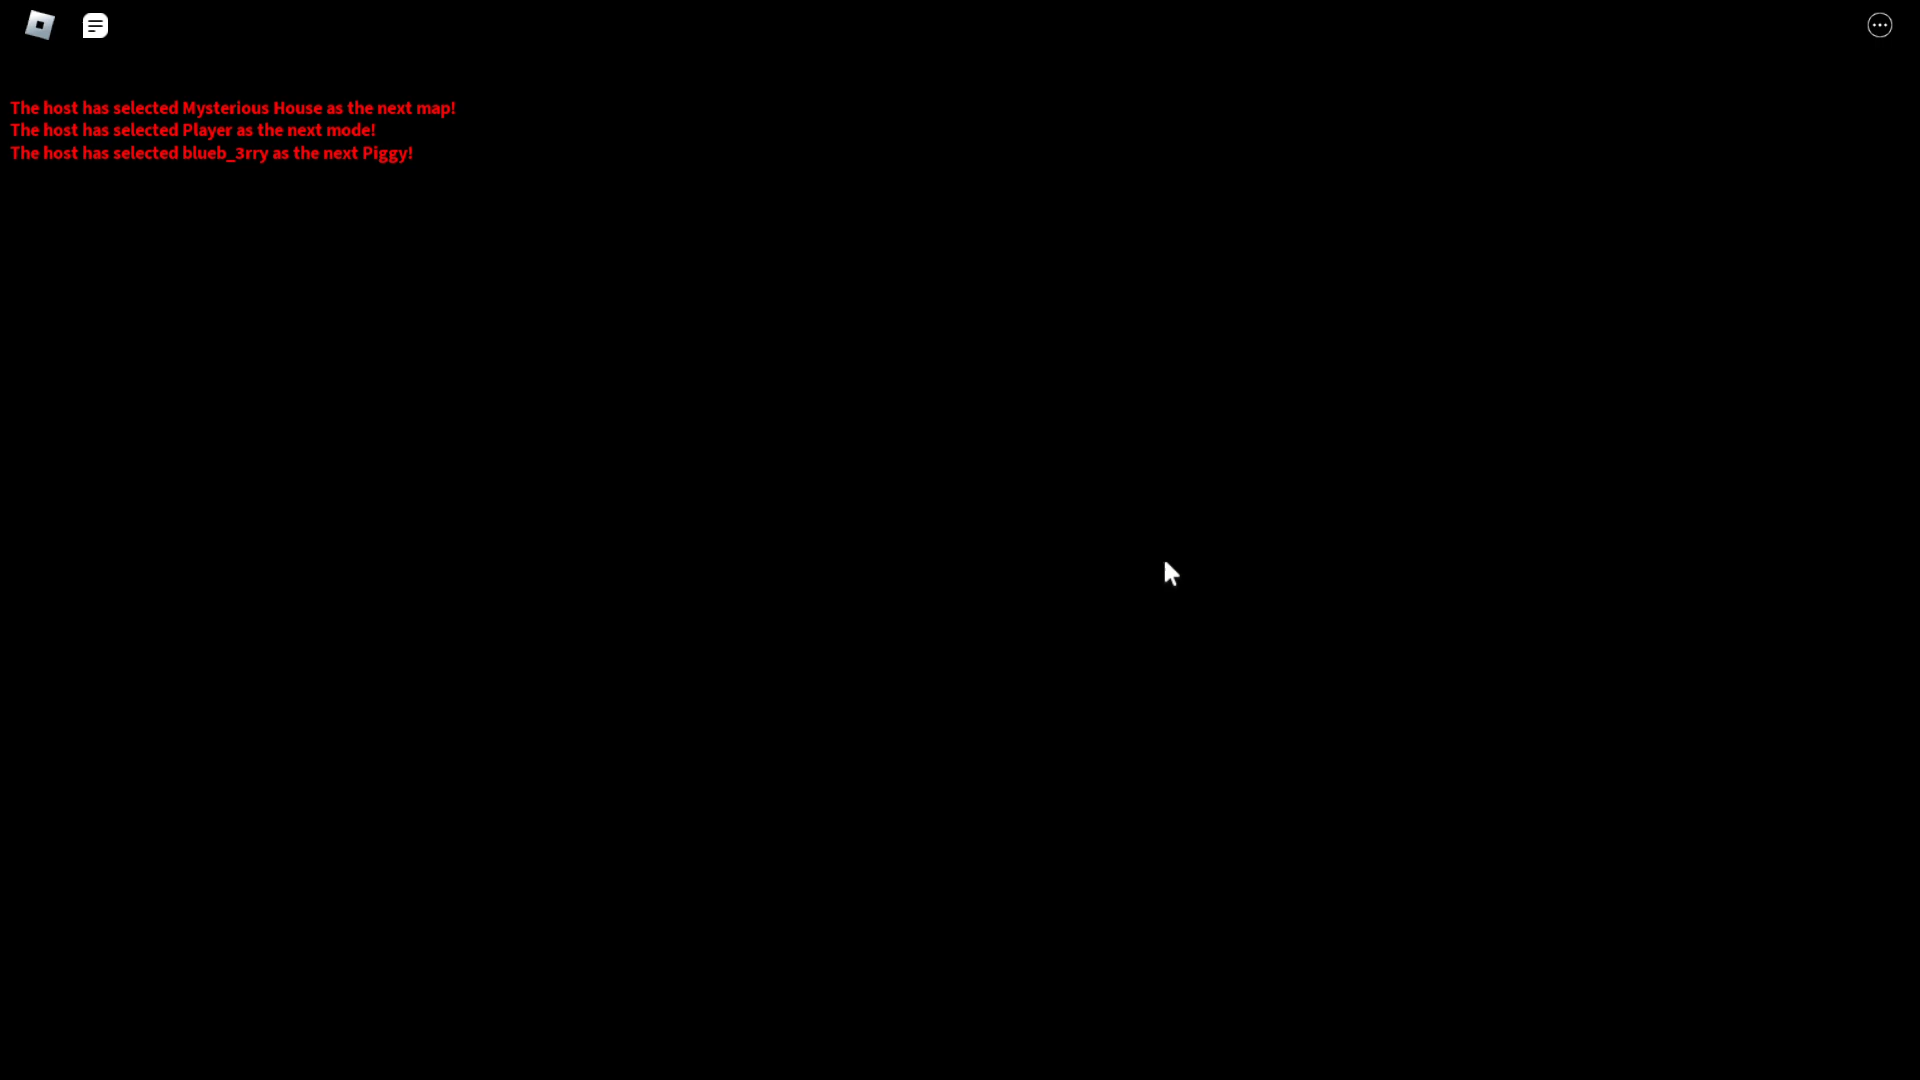 The host has selected Mysterious House as the next map!
The host has selected Player as the next mode!
The host has selected blueb_3rry as the next Piggy!